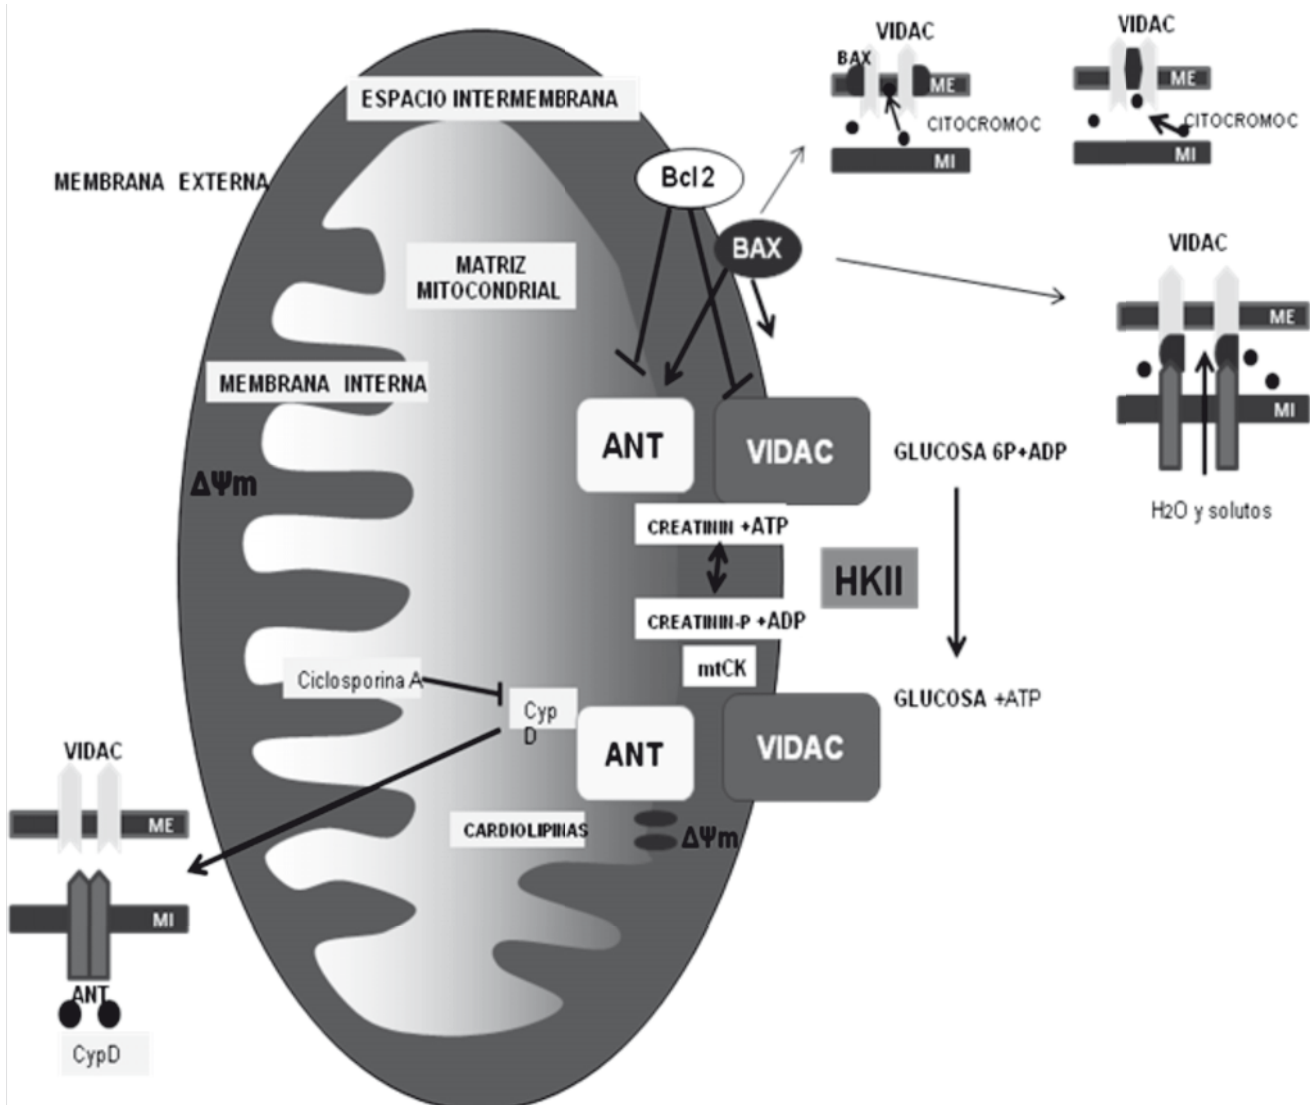 VIDAC
BAX
ME
CITOCROMOC
MI
VIDAC
ME
CITOCROMOC
MI
ESPACIO INTERMEMBRANA
MEMBRANA EXTERNA
Bcl2
BAX
MATRIZ
MITOCONDRIAL
VIDAC
ME
MI
H2O y solutos
MEMBRANA INTERNA
ΔΨm
ANT
VIDAC
GLUCOSA 6P+ADP
CREATININ +ATP
HKII
CREATININ-P +ADP
mtCK
Ciclosporina A
Cyp
D
ANT
VIDAC
GLUCOSA +ATP
CARDIOLIPINAS
ΔΨm
VIDAC
ME
MI
ANT
CypD